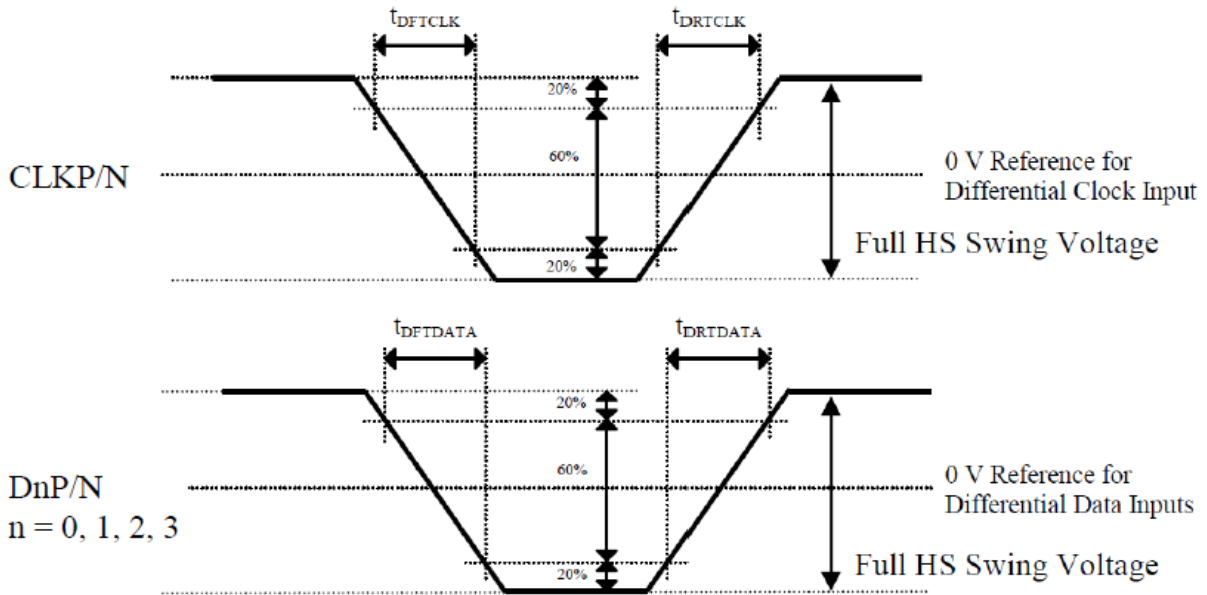 tDFTCLK
tDRTCLK
20%
60%
20%
CLKP/N
0 V Reference for
Differential Clock Input
Full HS Swing Voltage
tDFTDATA
tDRTDATA
20%
60%
20%
DnP/N
n = 0, 1, 2, 3
0 V Reference for
Differential Data Inputs
Full HS Swing Voltage